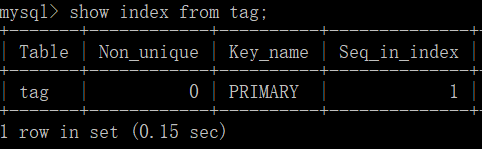 mysql> show index from tag;
+-------+------------+----------+--------------+
| Table | Non_unique | Key_name | Seq_in_index |
+-------+------------+----------+--------------+
| tag   |          0 | PRIMARY  |            1 |
+-------+------------+----------+--------------+
1 row in set (0.15 sec)